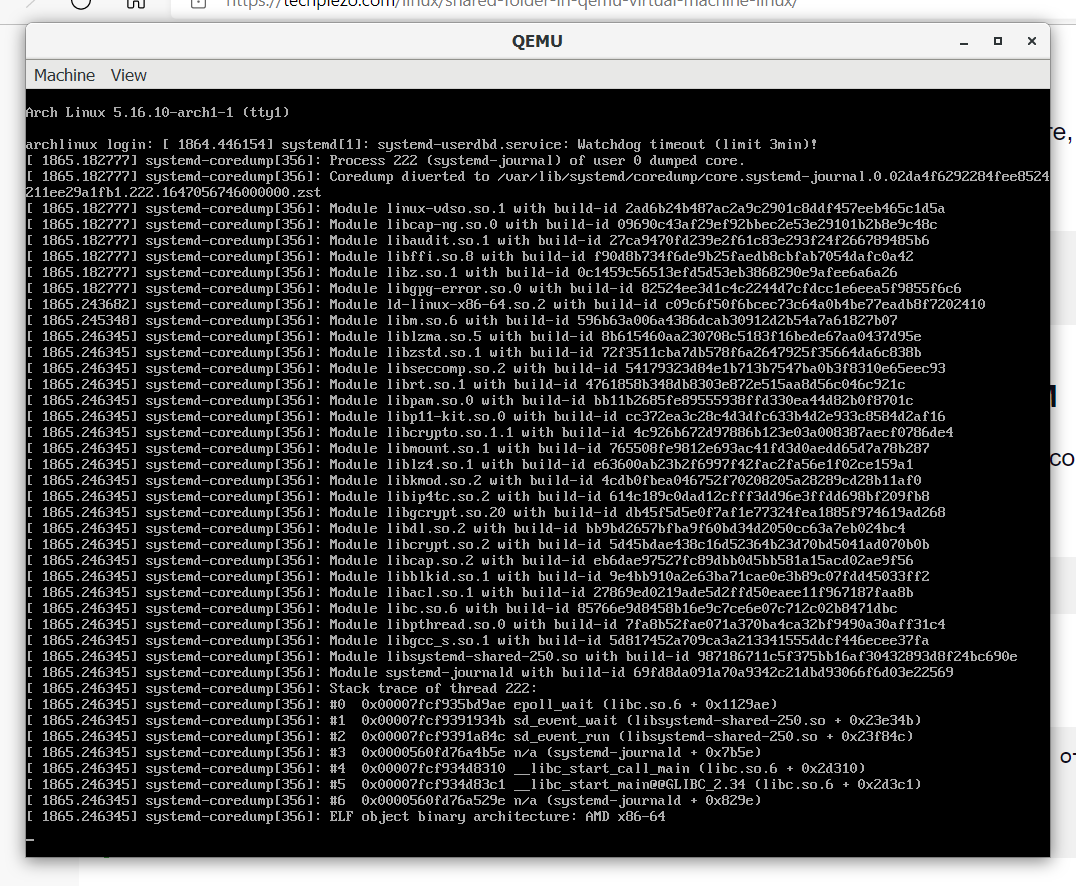 https://techpiezo.com/linux/shared-folder-in-qemu-virtual-machine-linux/
QEMU
Machine View
Arch Linux 5.16.10-arch1-1 (tty1)
archlinux login: [ 1864.446154] systemd[1]: systemd-userdbd.service: Watchdog timeout (limit 3min)!
[ 1865.182777] systemd-coredump[356]: Process 222 (systemd-journal) of user 0 dumped core.
[ 1865.182777] systemd-coredump[356]: Coredump diverted to /var/lib/systemd/coredump/core.systemd-journal.0.02da4f6292284fee8524
211ee29a1fb1.222.1647056746000000.zst
[ 1865.182777] systemd-coredump[356]: Module linux-vdso.so.1 with build-id 2ad6b24b487ac2a9c2901c8ddf457eeb465c1d5a
[ 1865.182777] systemd-coredump[356]: Module libcap-ng.so.0 with build-id 09690c43af29ef92bbec2e53e29101b2b8e9c48c
[ 1865.182777] systemd-coredump[356]: Module libaudit.so.1 with build-id 27ca9470fd239e2f61c83e293f24f266789485b6
[ 1865.182777] systemd-coredump[356]: Module libffi.so.8 with build-id f90d8b734f6de9b25faedb8cbfab7054dafc0a42
[ 1865.182777] systemd-coredump[356]: Module libz.so.1 with build-id 0c1459c56513efd5d53eb3868290e9afee6a6a26
[ 1865.182777] systemd-coredump[356]: Module libgpg-error.so.0 with build-id 82524ee3d1c4c2244d7cfdcc1e6eea5f9855f6c6
[ 1865.243682] systemd-coredump[356]: Module ld-linux-x86-64.so.2 with build-id c09c6f50f6bcec73c64a0b4be77eadb8f7202410
[ 1865.245348] systemd-coredump[356]: Module libm.so.6 with build-id 596b63a006a4386dcab30912d2b54a7a61827b07
[ 1865.246345] systemd-coredump[356]: Module liblzma.so.5 with build-id 8b615460aa230708c5183f16bede67aa0437d95e
[ 1865.246345] systemd-coredump[356]: Module libzstd.so.1 with build-id 72f3511cba7db578f6a2647925f35664da6c838b
[ 1865.246345] systemd-coredump[356]: Module libseccomp.so.2 with build-id 54179323d84e1b713b7547ba0b3f8310e65eec93
[ 1865.246345] systemd-coredump[356]: Module librt.so.1 with build-id 4761858b348db8303e872e515aa8d56c046c921c
[ 1865.246345] systemd-coredump[356]: Module libpam.so.0 with build-id bb11b2685fe89555938ffd330ea44d82b0f8701c
[ 1865.246345] systemd-coredump[356]: Module libp11-kit.so.0 with build-id cc372ea3c28c4d3dfc633b4d2e933c8584d2af16
[ 1865.246345] systemd-coredump[356]: Module libcrypto.so.1.1 with build-id 4c926b672d97886b123e03a008387aecf0786de4
[ 1865.246345] systemd-coredump[356]: Module libmount.so.1 with build-id 765508fe9812e693ac41fd3d0aedd65d7a78b287
[ 1865.246345] systemd-coredump[356]: Module liblz4.so.1 with build-id e63600ab23b2f6997f42fac2fa56e1f02ce159a1
[ 1865.246345] systemd-coredump[356]: Module libkmod.so.2 with build-id 4cdb0fbea046752f70208205a28289cd28b11af0
[ 1865.246345] systemd-coredump[356]: Module libip4tc.so.2 with build-id 614c189c0dad12cfff3dd96e3ffdd698bf209fb8
[ 1865.246345] systemd-coredump[356]: Module libgcrypt.so.20 with build-id db45f5d5e0f7af1e77324fea1885f974619ad268
[ 1865.246345] systemd-coredump[356]: Module libdl.so.2 with build-id bb9bd2657bfba9f60bd34d2050cc63a7eb024bc4
[ 1865.246345] systemd-coredump[356]: Module libcrypt.so.2 with build-id 5d45bdae438c16d52364b23d70bd5041ad070b0b
[ 1865.246345] systemd-coredump[356]: Module libcap.so.2 with build-id eb6dae97527fc89dbb0d5bb581a15acd02ae9f56
[ 1865.246345] systemd-coredump[356]: Module libblkid.so.1 with build-id 9e4bb910a2e63ba71cae0e3b89c07fdd45033ff2
[ 1865.246345] systemd-coredump[356]: Module libacl.so.1 with build-id 27869ed0219ade5d2ffd50eaee11f967187faa8b
[ 1865.246345] systemd-coredump[356]: Module libc.so.6 with build-id 85766e9d8458b16e9c7ce6e07c712c02b8471dbc
[ 1865.246345] systemd-coredump[356]: Module libpthread.so.0 with build-id 7fa8b52fae071a370ba4ca32bf9490a30aff31c4
[ 1865.246345] systemd-coredump[356]: Module libgcc_s.so.1 with build-id 5d817452a709ca3a213341555ddcf446ecee37fa
[ 1865.246345] systemd-coredump[356]: Module libsystemd-shared-250.so with build-id 987186711c5f375bb16af30432893d8f24bc690e
[ 1865.246345] systemd-coredump[356]: Module systemd-journald with build-id 69fd8da091a70a9342c21dbd93066f6d03e22569
[ 1865.246345] systemd-coredump[356]: Stack trace of thread 222:
[ 1865.246345] systemd-coredump[356]: #0 0x00007fcf935bd9ae epoll_wait (libc.so.6 + 0x1129ae)
[ 1865.246345] systemd-coredump[356]: #1 0x00007fcf9391934b sd_event_wait (libsystemd-shared-250.so + 0x23e34b)
[ 1865.246345] systemd-coredump[356]: #2 0x00007fcf9391a84c sd_event_run (libsystemd-shared-250.so + 0x23f84c)
[ 1865.246345] systemd-coredump[356]: #3 0x0000560fd76a4b5e n/a (systemd-journald + 0x7b5e)
[ 1865.246345] systemd-coredump[356]: #4 0x00007fcf934d8310 __libc_start_call_main (libc.so.6 + 0x2d310)
[ 1865.246345] systemd-coredump[356]: #5 0x00007fcf934d83c1 __libc_start_main@@GLIBC_2.34 (libc.so.6 + 0x2d3c1)
[ 1865.246345] systemd-coredump[356]: #6 0x0000560fd76a529e n/a (systemd-journald + 0x829e)
[ 1865.246345] systemd-coredump[356]: ELF object binary architecture: AMD x86-64